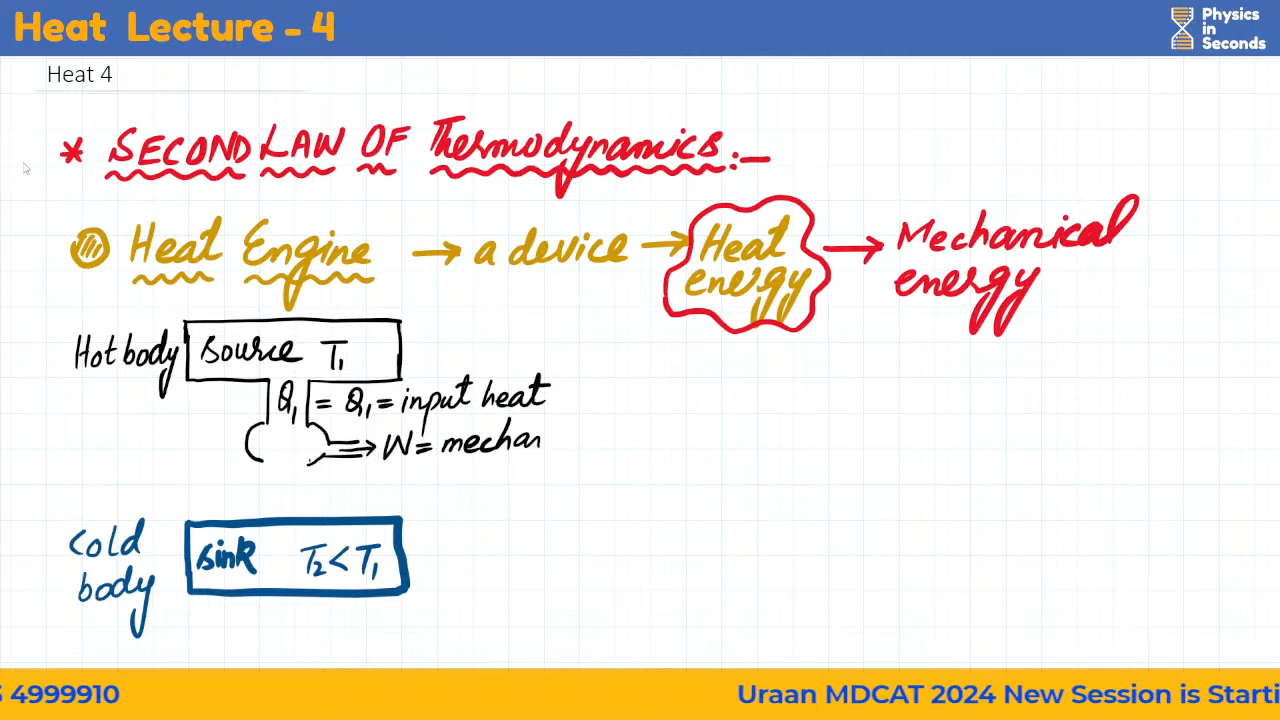 Heat Lecture - 4
Physics
in
Seconds
Heat 4
* SECOND LAW OF Thermodynamics :-
Heat Engine → a device → Heat energy → Mechanical energy
Hot body Source T₁
Q₁ = Q₁ = input heat
⇒ W = mechan
Cold body
sink T₂ < T₁
4999910
Uraan MDCAT 2024 New Session is Starti